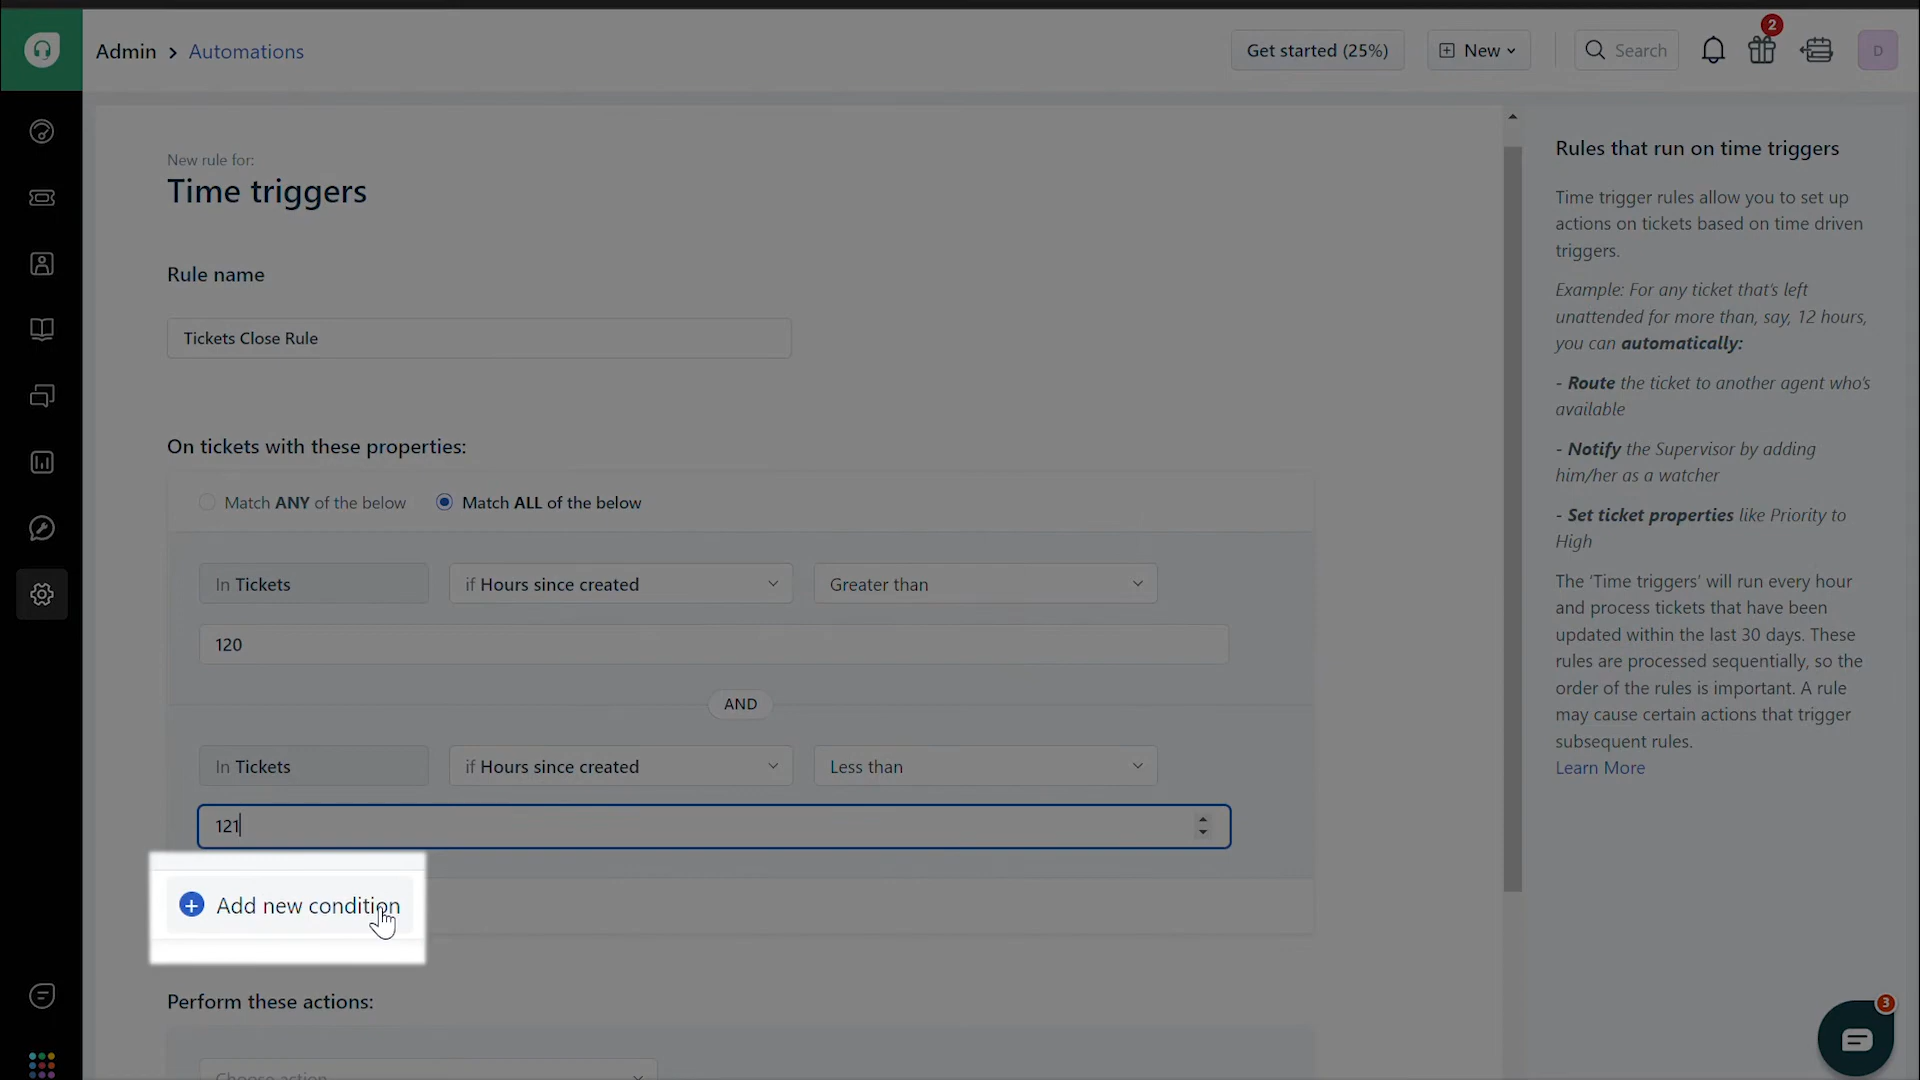 Admin > Automations
Get started (25%)
New
Search
2
D
New rule for:
Time triggers
Rule name
Tickets Close Rule
On tickets with these properties:
Match ANY of the below
Match ALL of the below
In Tickets
if Hours since created
Greater than
120
AND
In Tickets
if Hours since created
Less than
121
Add new condition
Perform these actions:
Choose action
Rules that run on time triggers
Time trigger rules allow you to set up
actions on tickets based on time driven
triggers.
Example: For any ticket that's left
unattended for more than, say, 12 hours,
you can automatically:
- Route the ticket to another agent who's
available
- Notify the Supervisor by adding
him/her as a watcher
- Set ticket properties like Priority to
High
The ‘Time triggers’ will run every hour
and process tickets that have been
updated within the last 30 days. These
rules are processed sequentially, so the
order of the rules is important. A rule
may cause certain actions that trigger
subsequent rules.
Learn More
3